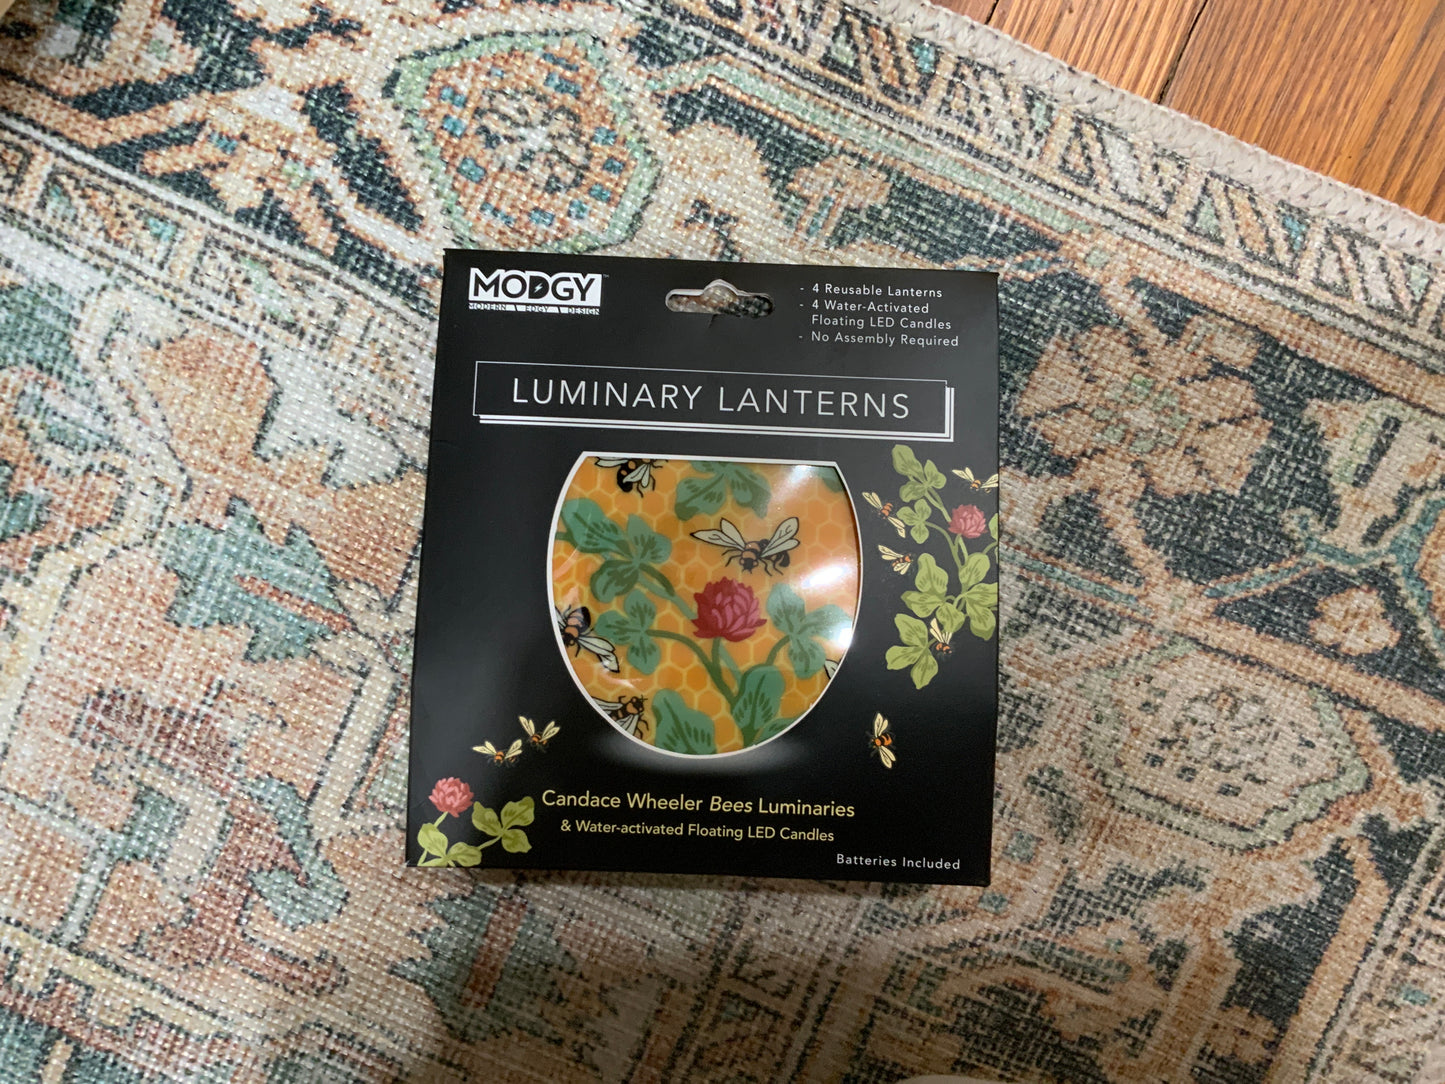 MODGY™
MODERN \ EDGY \ DESIGN
- 4 Reusable Lanterns
- 4 Water-Activated
Floating LED Candles
- No Assembly Required
LUMINARY LANTERNS
Candace Wheeler Bees Luminaries
& Water-activated Floating LED Candles
Batteries Included